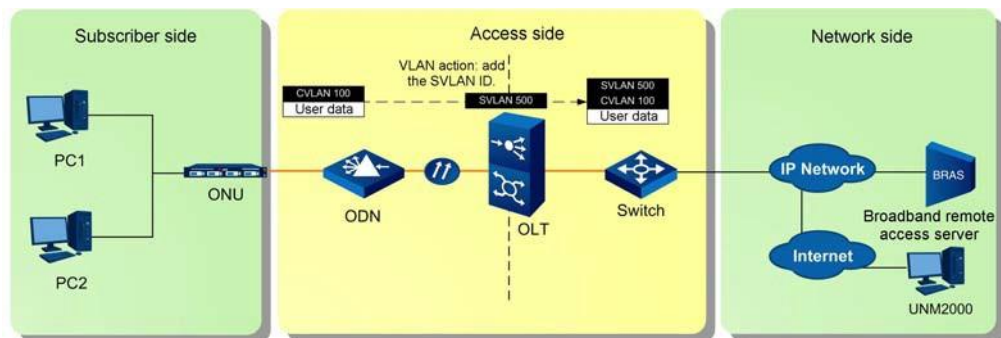 Subscriber side
PC1
PC2
ONU
Access side
VLAN action: add
the SVLAN ID.
CVLAN 100
User data
SVLAN 500
SVLAN 500
CVLAN 100
User data
ODN
OLT
Switch
Network side
IP Network
BRAS
Broadband remote
access server
Internet
UNM2000